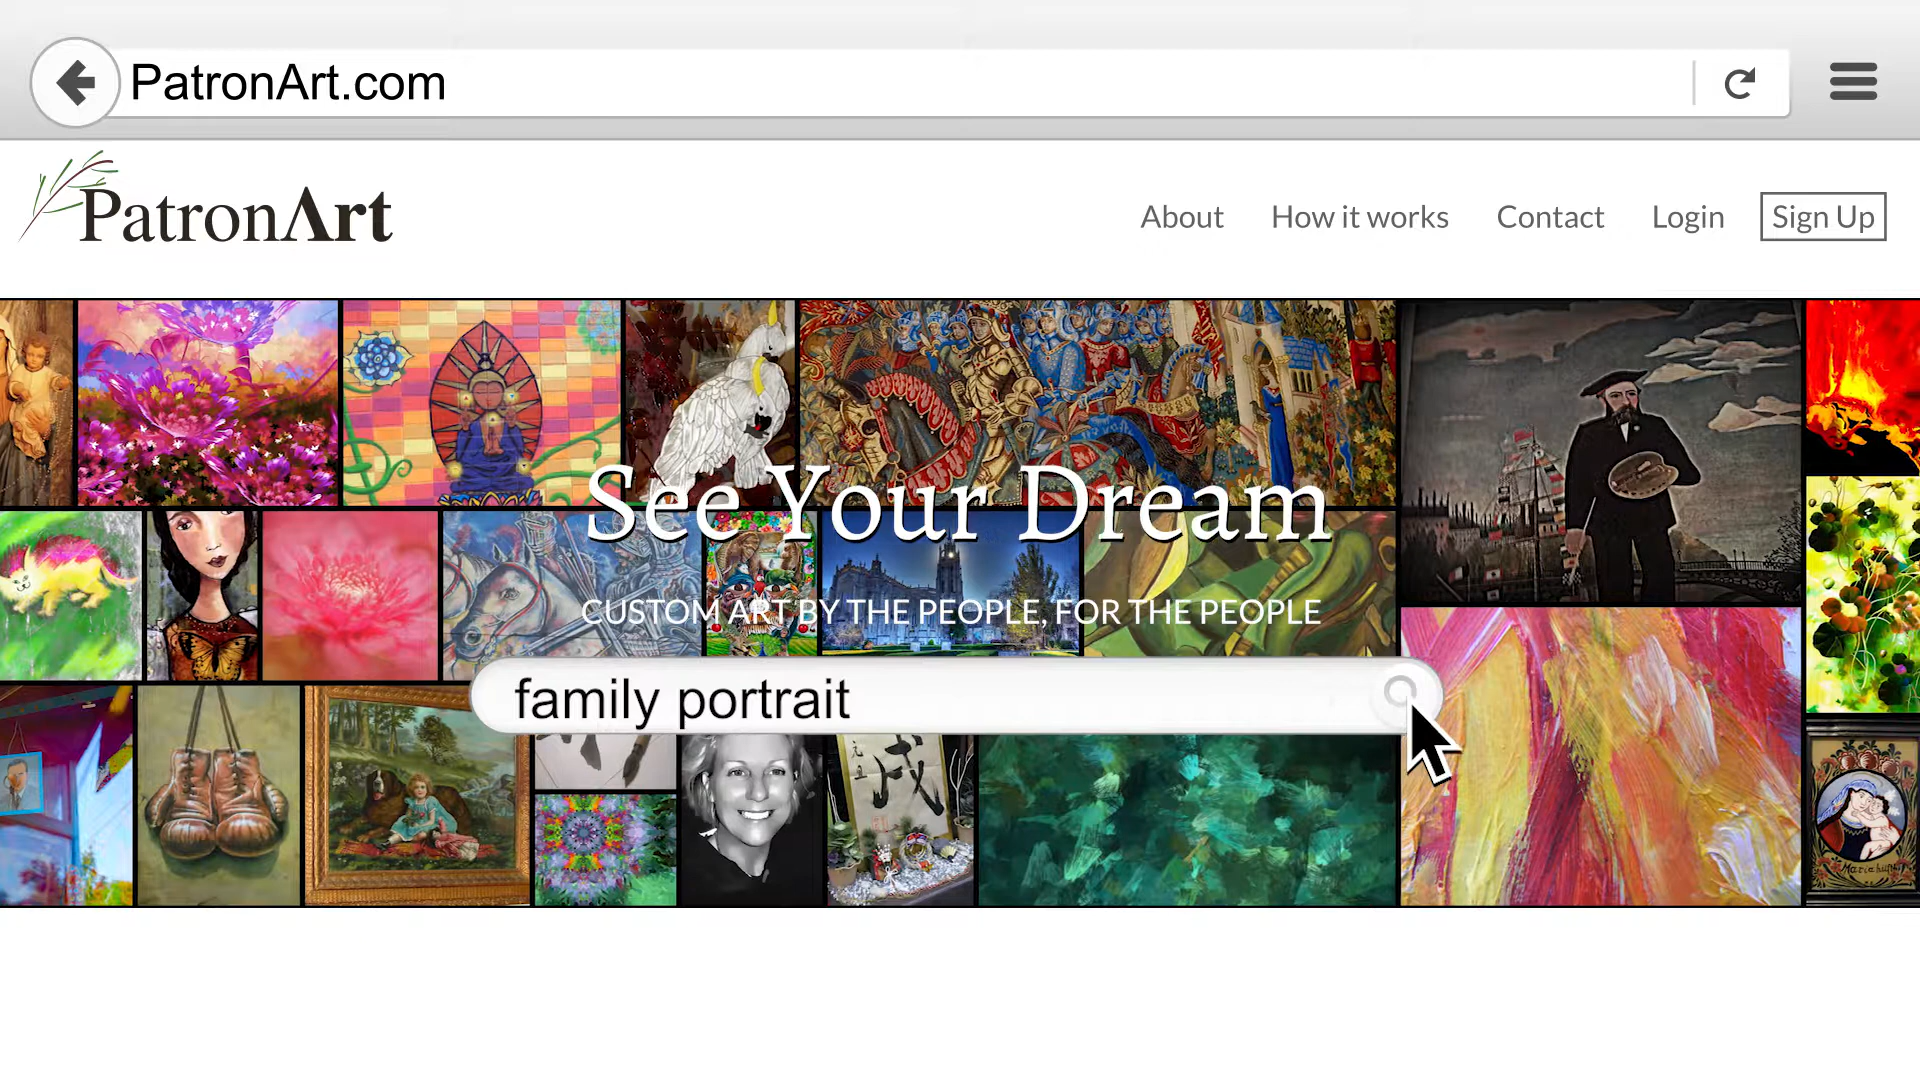 PatronArt.com
PatronArt
About How it works Contact Login Sign Up
See Your Dream
CUSTOM ART BY THE PEOPLE, FOR THE PEOPLE
family portrait